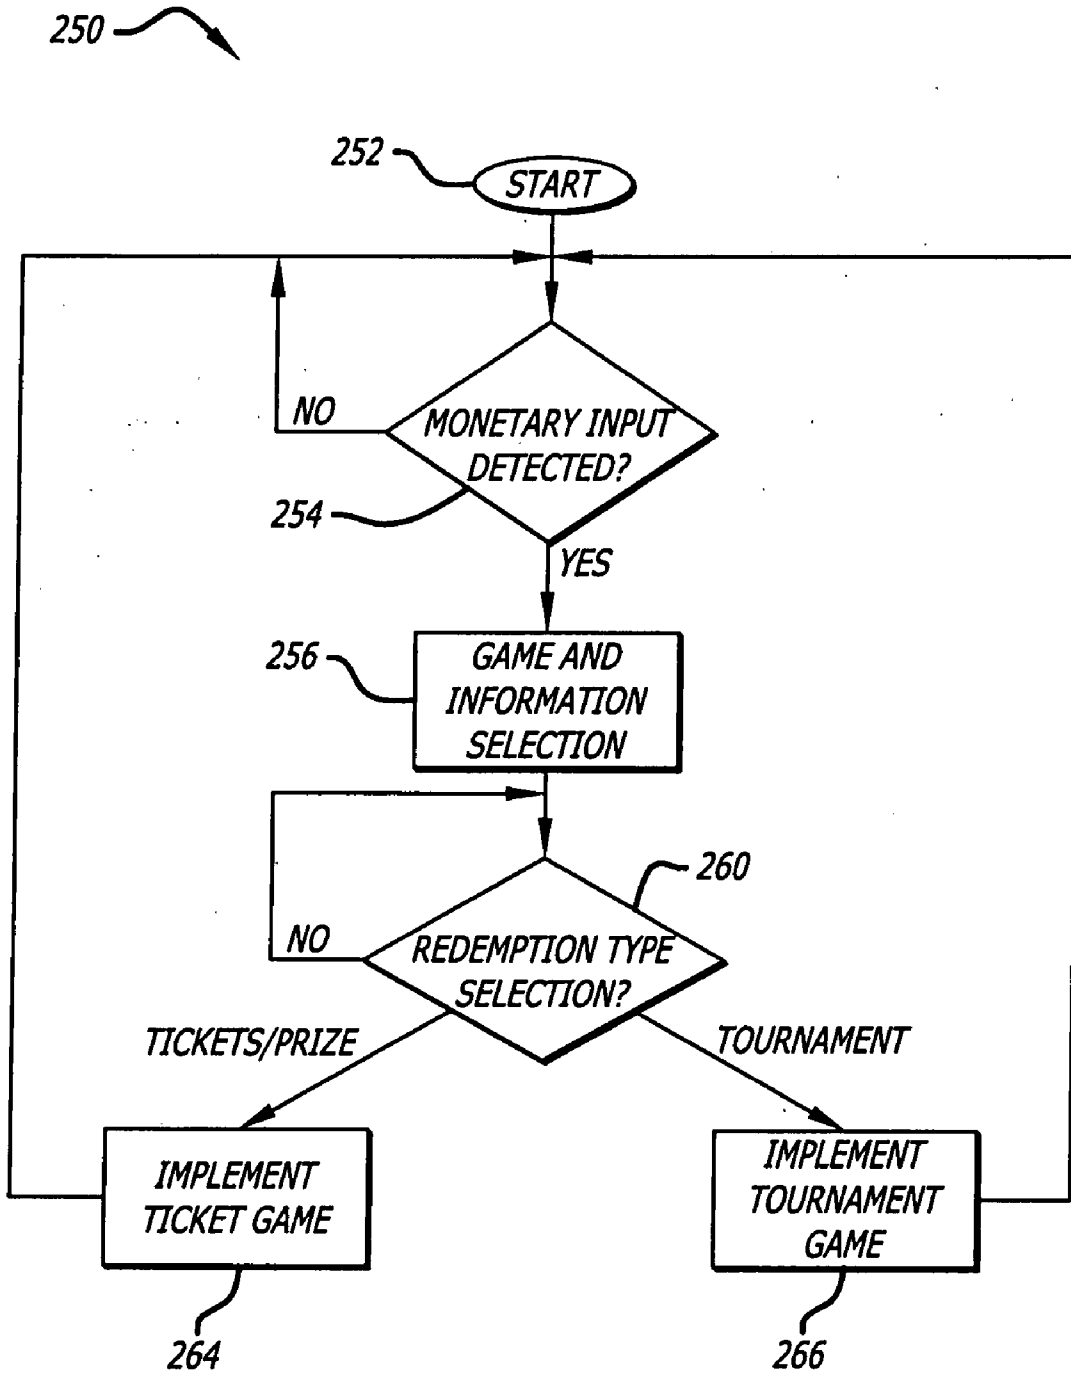 250
252
START
NO
MONETARY INPUT
DETECTED?
254
YES
256
GAME AND
INFORMATION
SELECTION
260
NO
REDEMPTION TYPE
SELECTION?
TICKETS/PRIZE
TOURNAMENT
IMPLEMENT
TICKET GAME
IMPLEMENT
TOURNAMENT
GAME
264
266